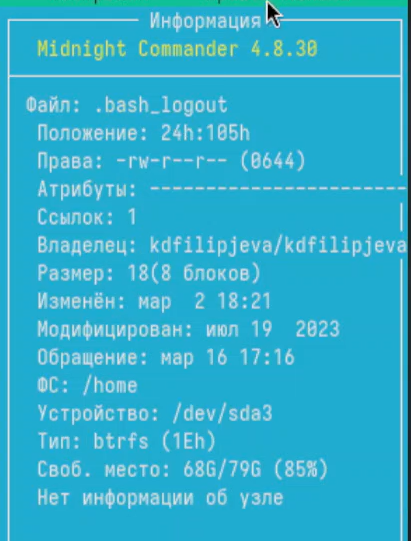 Информация
Midnight Commander 4.8.30
Файл: .bash_logout
Положение: 24h:105h
Права: -rw-r--r-- (0644)
Атрибуты: ----------------------
Ссылок: 1
Владелец: kdfilipjeva/kdfilipjeva
Размер: 18(8 блоков)
Изменён: мар  2 18:21
Модифицирован: июл 19  2023
Обращение: мар 16 17:16
ФС: /home
Устройство: /dev/sda3
Тип: btrfs (1Eh)
Своб. место: 68G/79G (85%)
Нет информации об узле